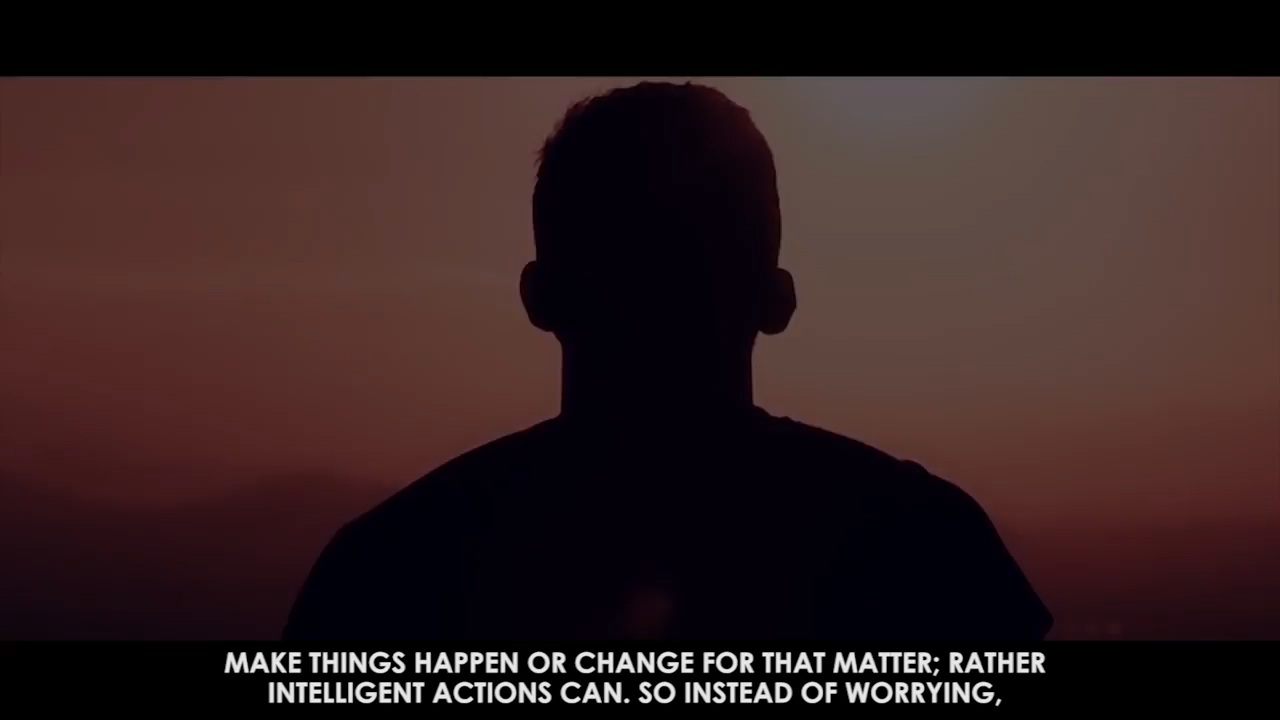 MAKE THINGS HAPPEN OR CHANGE FOR THAT MATTER; RATHER
INTELLIGENT ACTIONS CAN. SO INSTEAD OF WORRYING,